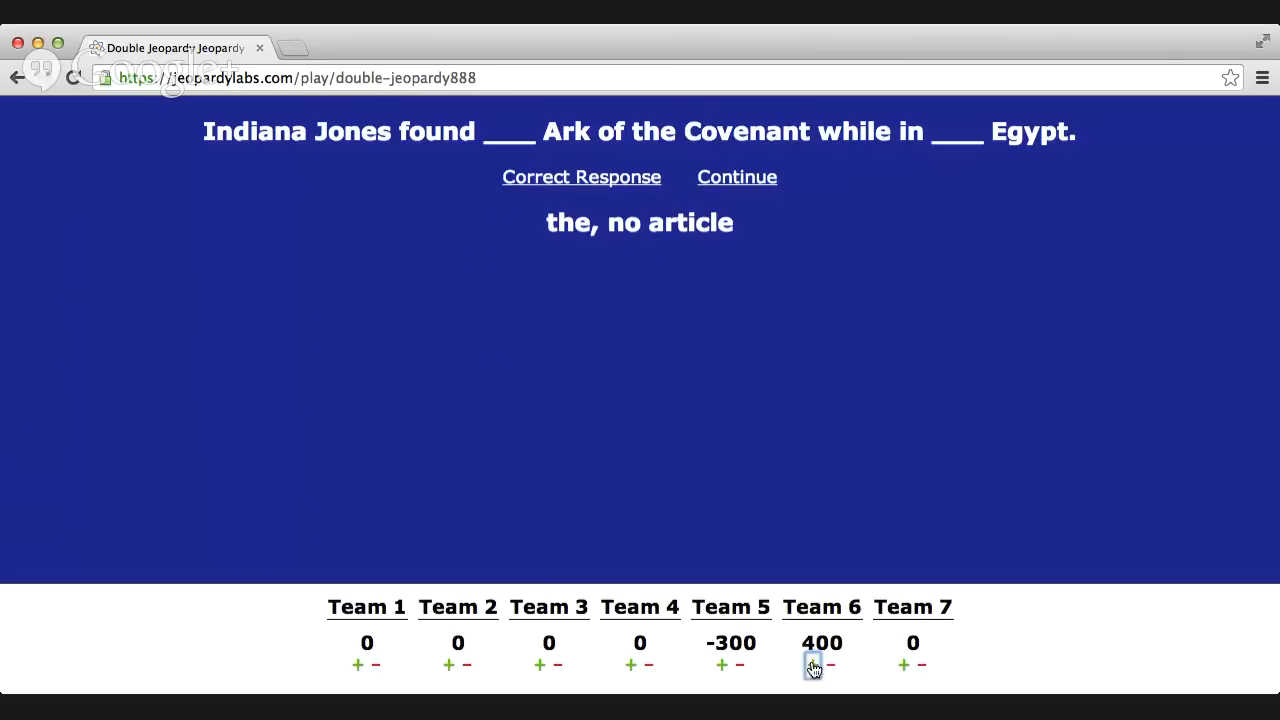 Double Jeopardy Jeopardy
Google+
https://jeopardylabs.com/play/double-jeopardy888
Indiana Jones found ____ Ark of the Covenant while in ____ Egypt.
Correct Response Continue
the, no article
Team 1 Team 2 Team 3 Team 4 Team 5 Team 6 Team 7
0 0 0 0 -300 400 0
+ - + - + - + - + - + - + -